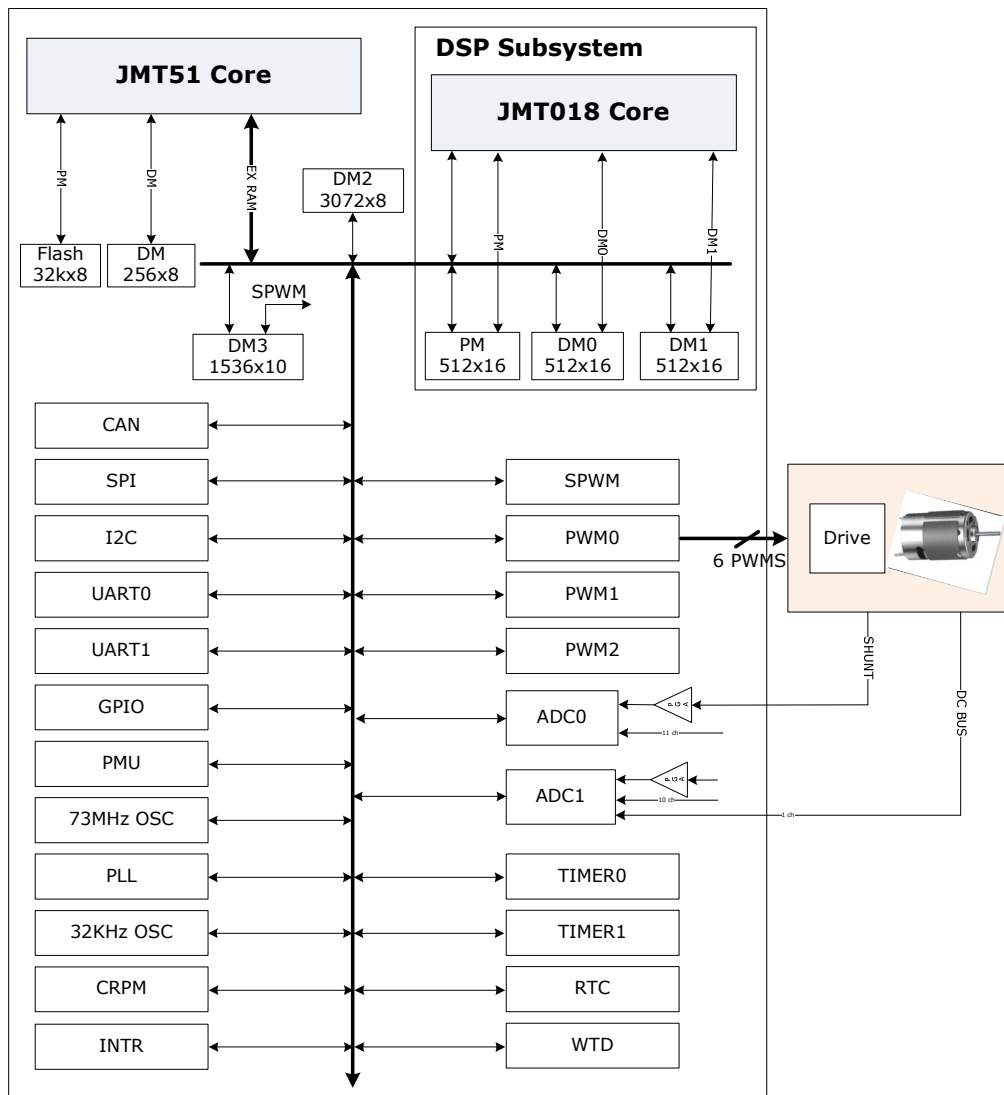 DSP Subsystem
JMT51 Core
JMT018 Core
PM
DM
EX RAM
DM2
3072x8
PM
DM0
DM1
Flash
32kx8
DM
256x8
SPWM
DM3
1536x10
PM
512x16
DM0
512x16
DM1
512x16
CAN
SPI
SPWM
I2C
PWM0
6 PWMS
Drive
UART0
PWM1
UART1
PWM2
SHUNT
DC BUS
GPIO
ADC0
PGA
11 ch
PMU
ADC1
PGA
10 ch
1 ch
73MHz OSC
PLL
TIMER0
32KHz OSC
TIMER1
CRPM
RTC
INTR
WTD